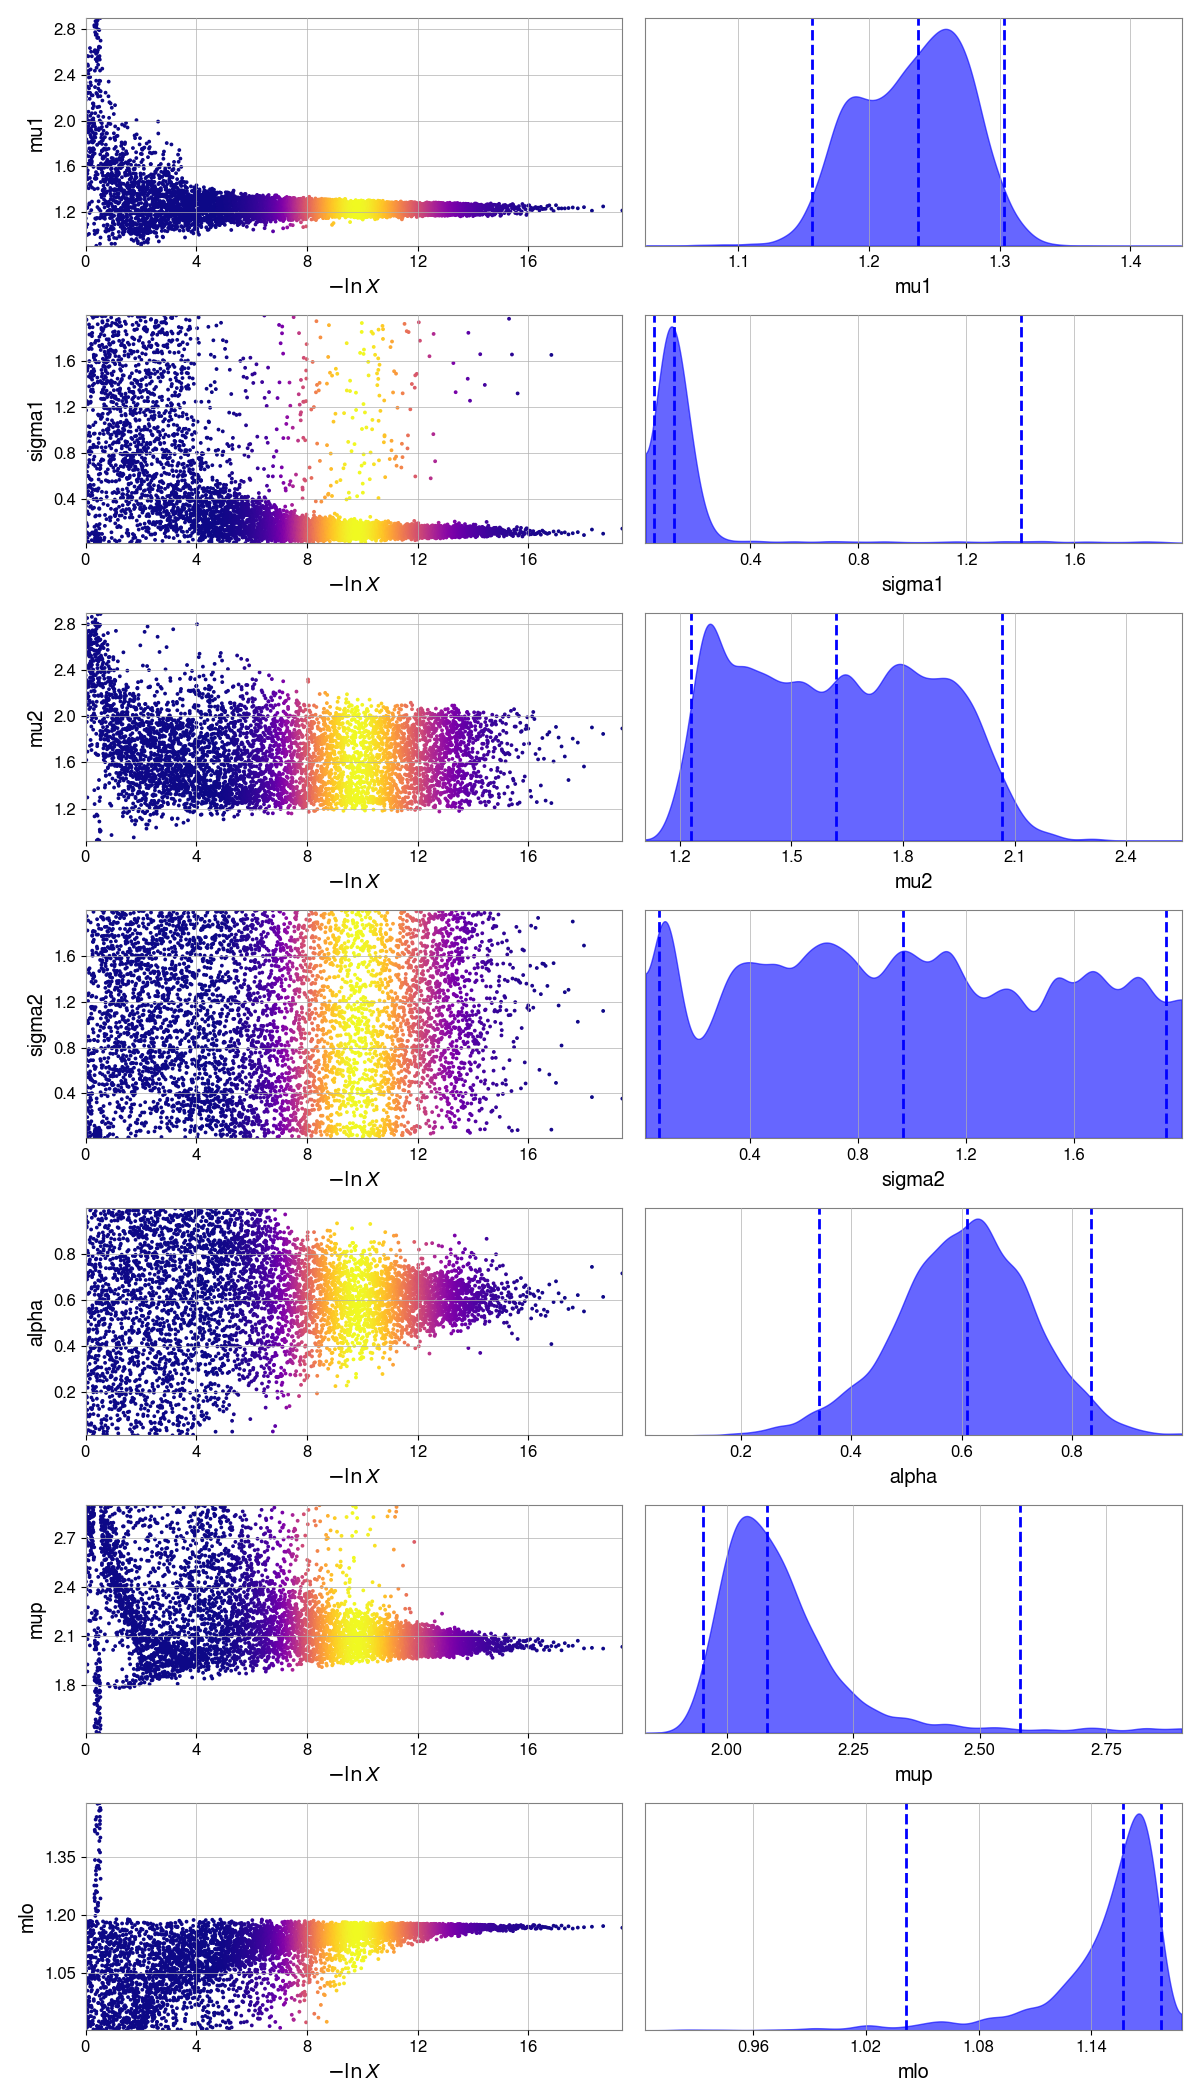 2.8
2.4
2.0
1.6
1.2
mu1
0 4 8 12 16
−ln X
1.1 1.2 1.3 1.4
mu1
1.6
1.2
0.8
0.4
sigma1
0 4 8 12 16
−ln X
0.4 0.8 1.2 1.6
sigma1
2.8
2.4
2.0
1.6
1.2
mu2
0 4 8 12 16
−ln X
1.2 1.5 1.8 2.1 2.4
mu2
1.6
1.2
0.8
0.4
sigma2
0 4 8 12 16
−ln X
0.4 0.8 1.2 1.6
sigma2
0.8
0.6
0.4
0.2
alpha
0 4 8 12 16
−ln X
0.2 0.4 0.6 0.8
alpha
2.7
2.4
2.1
1.8
mup
0 4 8 12 16
−ln X
2.00 2.25 2.50 2.75
mup
1.35
1.20
1.05
mlo
0 4 8 12 16
−ln X
0.96 1.02 1.08 1.14
mlo